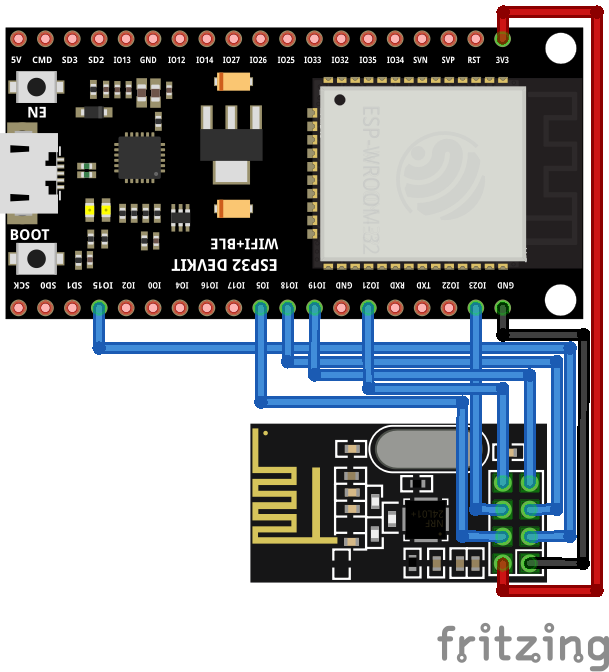 5V CMD SD3 SD2 IO13 GND IO12 IO14 IO27 IO26 IO25 IO33 IO32 IO35 IO34 SVN SVP RST 3V3
EN
ESP-WROOM-32
BOOT
WIFI+BLE
ESP32 DEVKIT
SCK SD0 SD1 IO15 IO2 IO0 IO4 IO16 IO17 IO5 IO18 IO19 GND IO21 RXD TXD IO22 IO23 GND
NRF
24L01+
fritzing